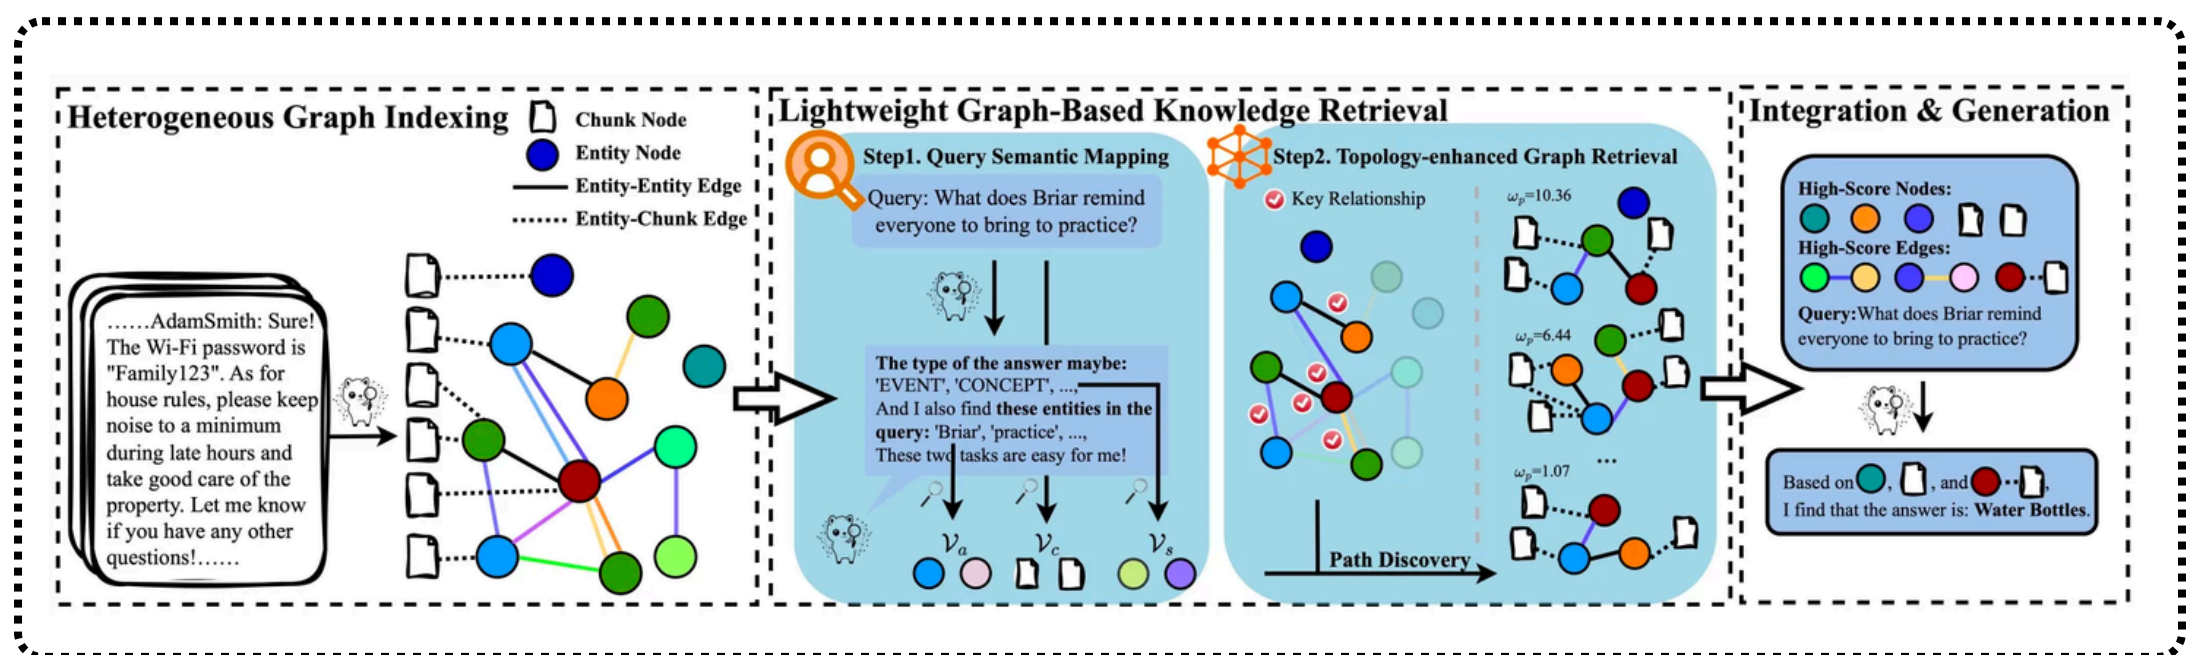 Heterogeneous Graph Indexing
Chunk Node
Entity Node
Entity-Entity Edge
Entity-Chunk Edge
......AdamSmith: Sure!
The Wi-Fi password is
"Family123". As for
house rules, please keep
noise to a minimum
during late hours and
take good care of the
property. Let me know
if you have any other
questions!......
Lightweight Graph-Based Knowledge Retrieval
Step1. Query Semantic Mapping
Query: What does Briar remind
everyone to bring to practice?
The type of the answer maybe:
'EVENT', 'CONCEPT', ...,
And I also find these entities in the
query: 'Briar', 'practice', ...,
These two tasks are easy for me!
𝒱a
𝒱c
𝒱s
Step2. Topology-enhanced Graph Retrieval
Key Relationship
Path Discovery
ωp=10.36
ωp=6.44
...
ωp=1.07
Integration & Generation
High-Score Nodes:
High-Score Edges:
Query:What does Briar remind
everyone to bring to practice?
Based on , , and ,
I find that the answer is: Water Bottles.